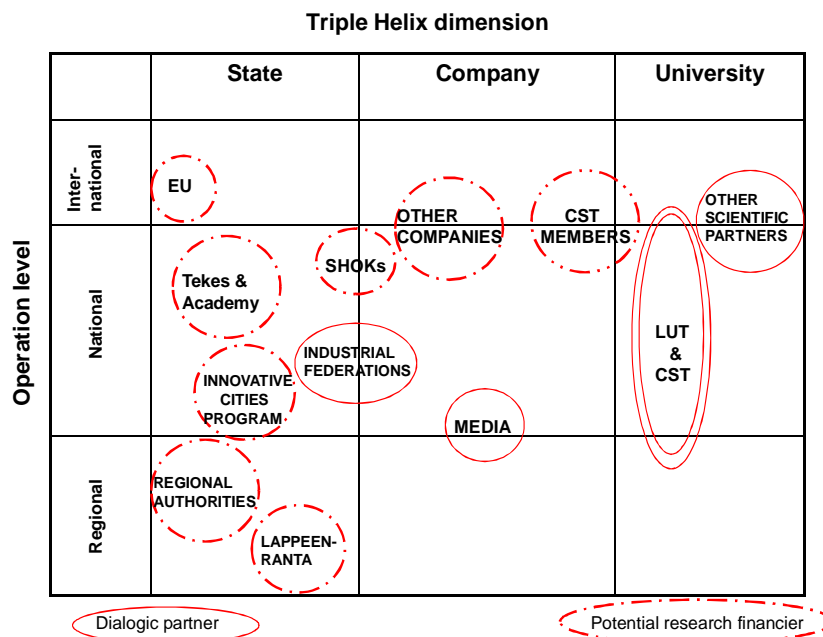 Triple Helix dimension
State
Company
University
Operation level
Inter-
national
National
Regional
EU
OTHER
COMPANIES
CST
MEMBERS
OTHER
SCIENTIFIC
PARTNERS
SHOKs
Tekes &
Academy
INDUSTRIAL
FEDERATIONS
LUT
&
CST
INNOVATIVE
CITIES
PROGRAM
MEDIA
REGIONAL
AUTHORITIES
LAPPEEN-
RANTA
Dialogic partner
Potential research financier